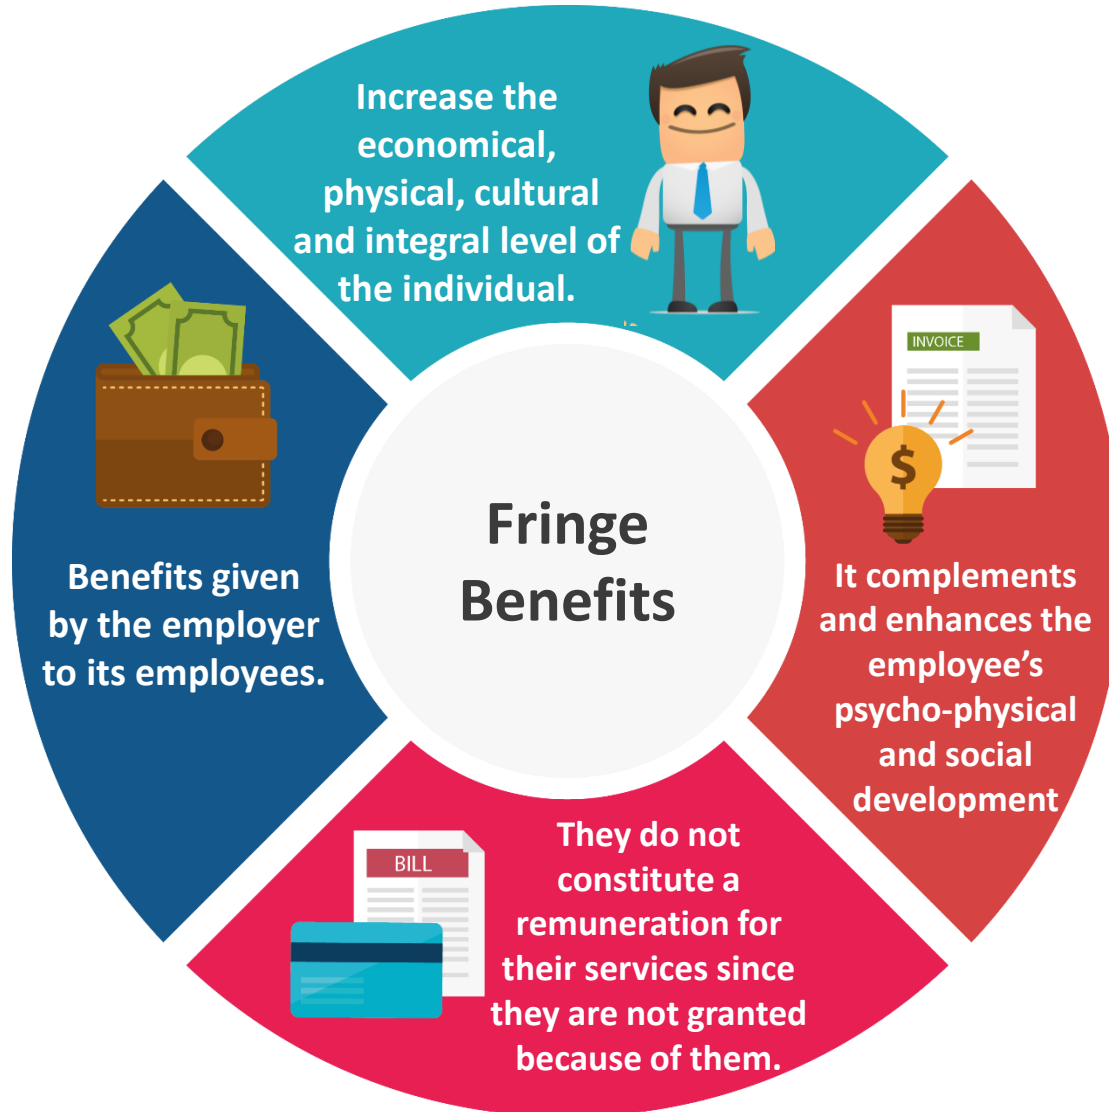 Increase the
economical,
physical, cultural
and integral level of
the individual.
INVOICE
$
It complements
and enhances the
employee's
psycho-physical
and social
development
Fringe
Benefits
Benefits given
by the employer
to its employees.
BILL
They do not
constitute a
remuneration for
their services since
they are not granted
because of them.